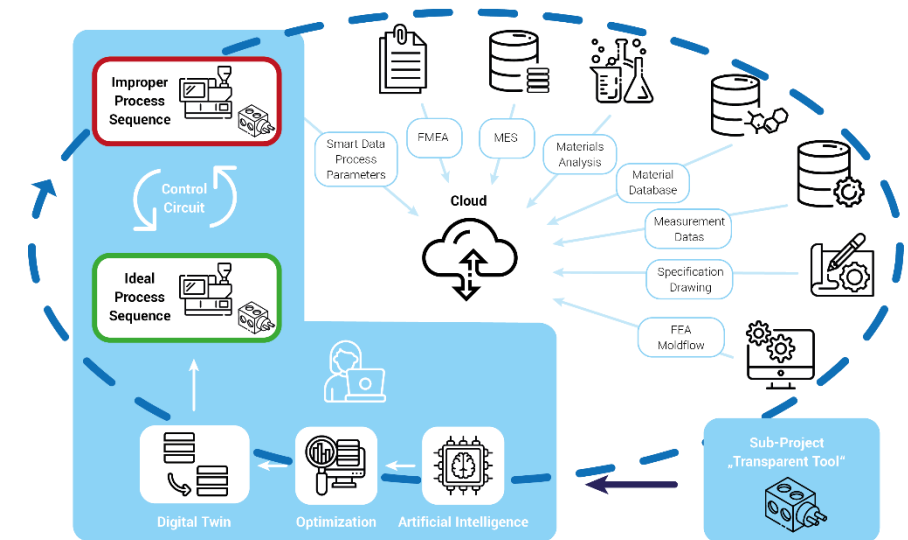 Improper
Process
Sequence
Control
Circuit
Ideal
Process
Sequence
Smart Data
Process
Parameters
FMEA
MES
Materials
Analysis
Material
Database
Measurement
Datas
Specification
Drawing
FEA
Moldflow
Cloud
Digital Twin
Optimization
Artificial Intelligence
Sub-Project
„Transparent Tool“